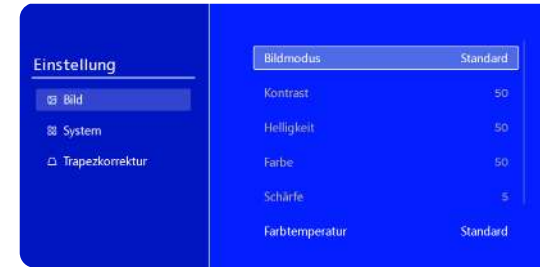 Einstellung
Bild
System
Trapezkorrektur
Bildmodus Standard
Kontrast 50
Helligkeit 50
Farbe 50
Schärfe 5
Farbtemperatur Standard